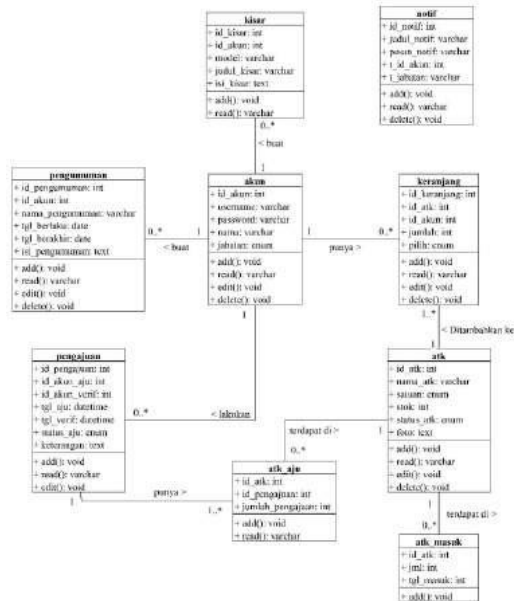 kisar
+ id_kisar: int
+ id_akun: int
+ model: varchar
+ judul_kisar: varchar
+ isi_kisar: text
+ add(): void
+ read(): varchar
notif
+ id_notif: int
+ judul_notif: varchar
+ pesan_notif: varchar
+ t_id_akun: int
+ t_jabatan: varchar
+ add(): void
+ read(): varchar
+ delete(): void
0..*
< buat
1
pengumuman
+ id_pengumuman: int
+ id_akun: int
+ nama_pengumuman: varchar
+ tgl_berlaku: date
+ tgl_berakhir: date
+ isi_pengumuman: text
+ add(): void
+ read(): varchar
+ edit(): void
+ delete(): void
0..*
1
< buat
akun
+ id_akun: int
+ username: varchar
+ password: varchar
+ nama: varchar
+ jabatan: enum
+ add(): void
+ read(): varchar
+ edit(): void
+ delete(): void
1
0..*
punya >
keranjang
+ id_keranjang: int
+ id_atk: int
+ id_akun: int
+ jumlah: int
+ pilih: enum
+ add(): void
+ read(): varchar
+ edit(): void
+ delete(): void
1..*
< Ditambahkan ke
1
1
pengajuan
+ id_pengajuan: int
+ id_akun_aju: int
+ id_akun_verif: int
+ tgl_aju: datetime
+ tgl_verif: datetime
+ status_aju: enum
+ keterangan: text
+ add(): void
+ read(): varchar
+ edit(): void
0..*
< lakukan
atk
+ id_atk: int
+ nama_atk: varchar
+ satuan: enum
+ stok: int
+ status_atk: enum
+ foto: text
+ add(): void
+ read(): varchar
+ edit(): void
+ delete(): void
terdapat di >
1
0..*
atk_aju
+ id_atk: int
+ id_pengajuan: int
+ jumlah_pengajuan: int
+ add(): void
+ read(): varchar
punya >
1
1..*
1
terdapat di >
0..*
atk_masuk
+ id_atk: int
+ jml: int
+ tgl_masuk: int
+ add(): void